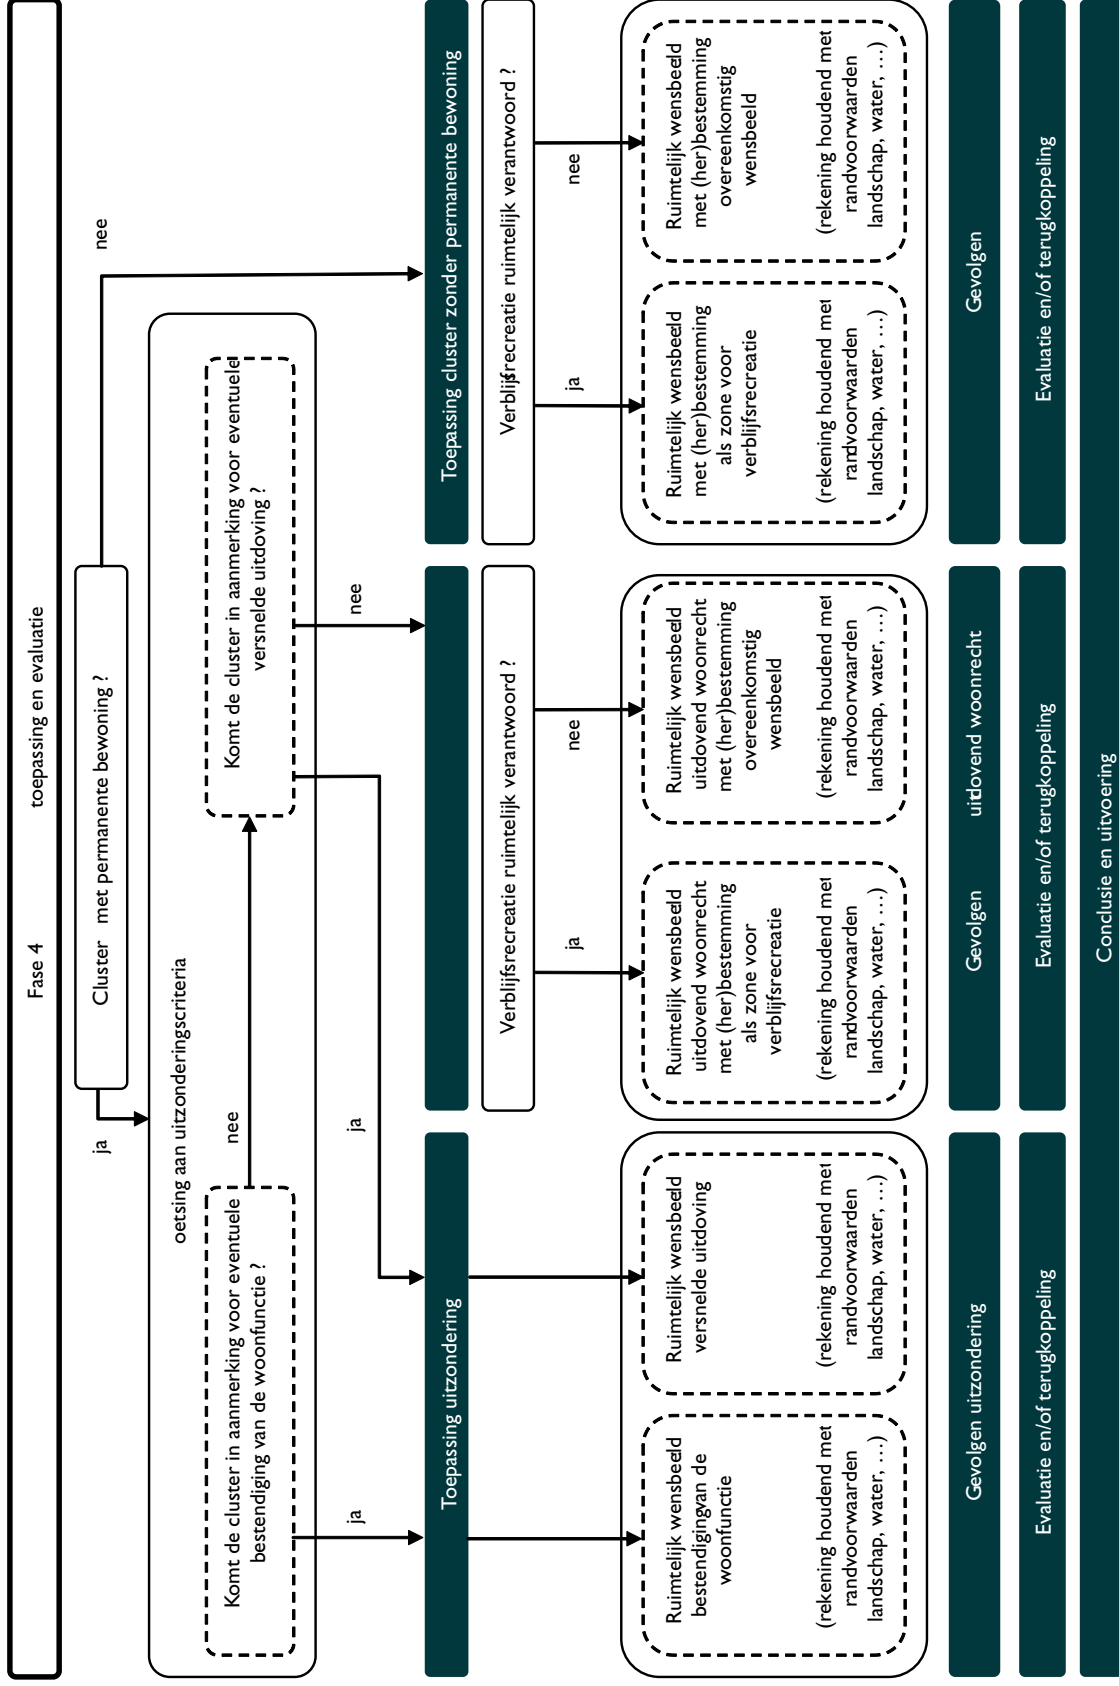 Fase 4 toepassing en evaluatie
Cluster met permanente bewoning ?
ja
nee
oetsing aan uitzonderingscriteria
Komt de cluster in aanmerking voor eventuele
bestendiging van de woonfunctie ?
nee
Komt de cluster in aanmerking voor eventuele
versnelde uitdoving ?
ja
ja
nee
Toepassing uitzondering
Toepassing cluster zonder permanente bewoning
Verblijfsrecreatie ruimtelijk verantwoord ?
Verblijfsrecreatie ruimtelijk verantwoord ?
ja
nee
ja
nee
Ruimtelijk wensbeeld
bestendigingvan de
woonfunctie
(rekening houdend met
randvoorwaarden
landschap, water, …)
Ruimtelijk wensbeeld
versnelde uitdoving
(rekening houdend met
randvoorwaarden
landschap, water, …)
Ruimtelijk wensbeeld
uitdovend woonrecht
met (her)bestemming
als zone voor
verblijfsrecreatie
(rekening houdend met
randvoorwaarden
landschap, water, …)
Ruimtelijk wensbeeld
uitdovend woonrecht
met (her)bestemming
overeenkomstig
wensbeeld
(rekening houdend met
randvoorwaarden
landschap, water, …)
Ruimtelijk wensbeeld
met (her)bestemming
als zone voor
verblijfsrecreatie
(rekening houdend met
randvoorwaarden
landschap, water, …)
Ruimtelijk wensbeeld
met (her)bestemming
overeenkomstig
wensbeeld
(rekening houdend met
randvoorwaarden
landschap, water, …)
Gevolgen uitzondering
Gevolgen uitdovend woonrecht
Gevolgen
Evaluatie en/of terugkoppeling
Evaluatie en/of terugkoppeling
Evaluatie en/of terugkoppeling
Conclusie en uitvoering